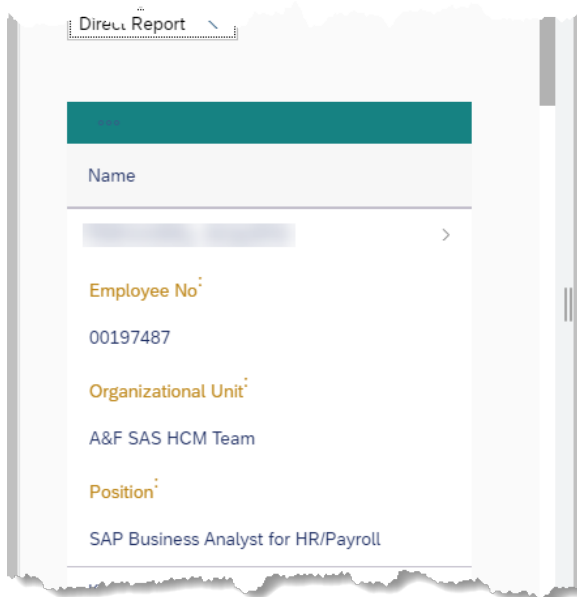 Direct Report
Name
Employee No:
00197487
Organizational Unit:
A&F SAS HCM Team
Position:
SAP Business Analyst for HR/Payroll